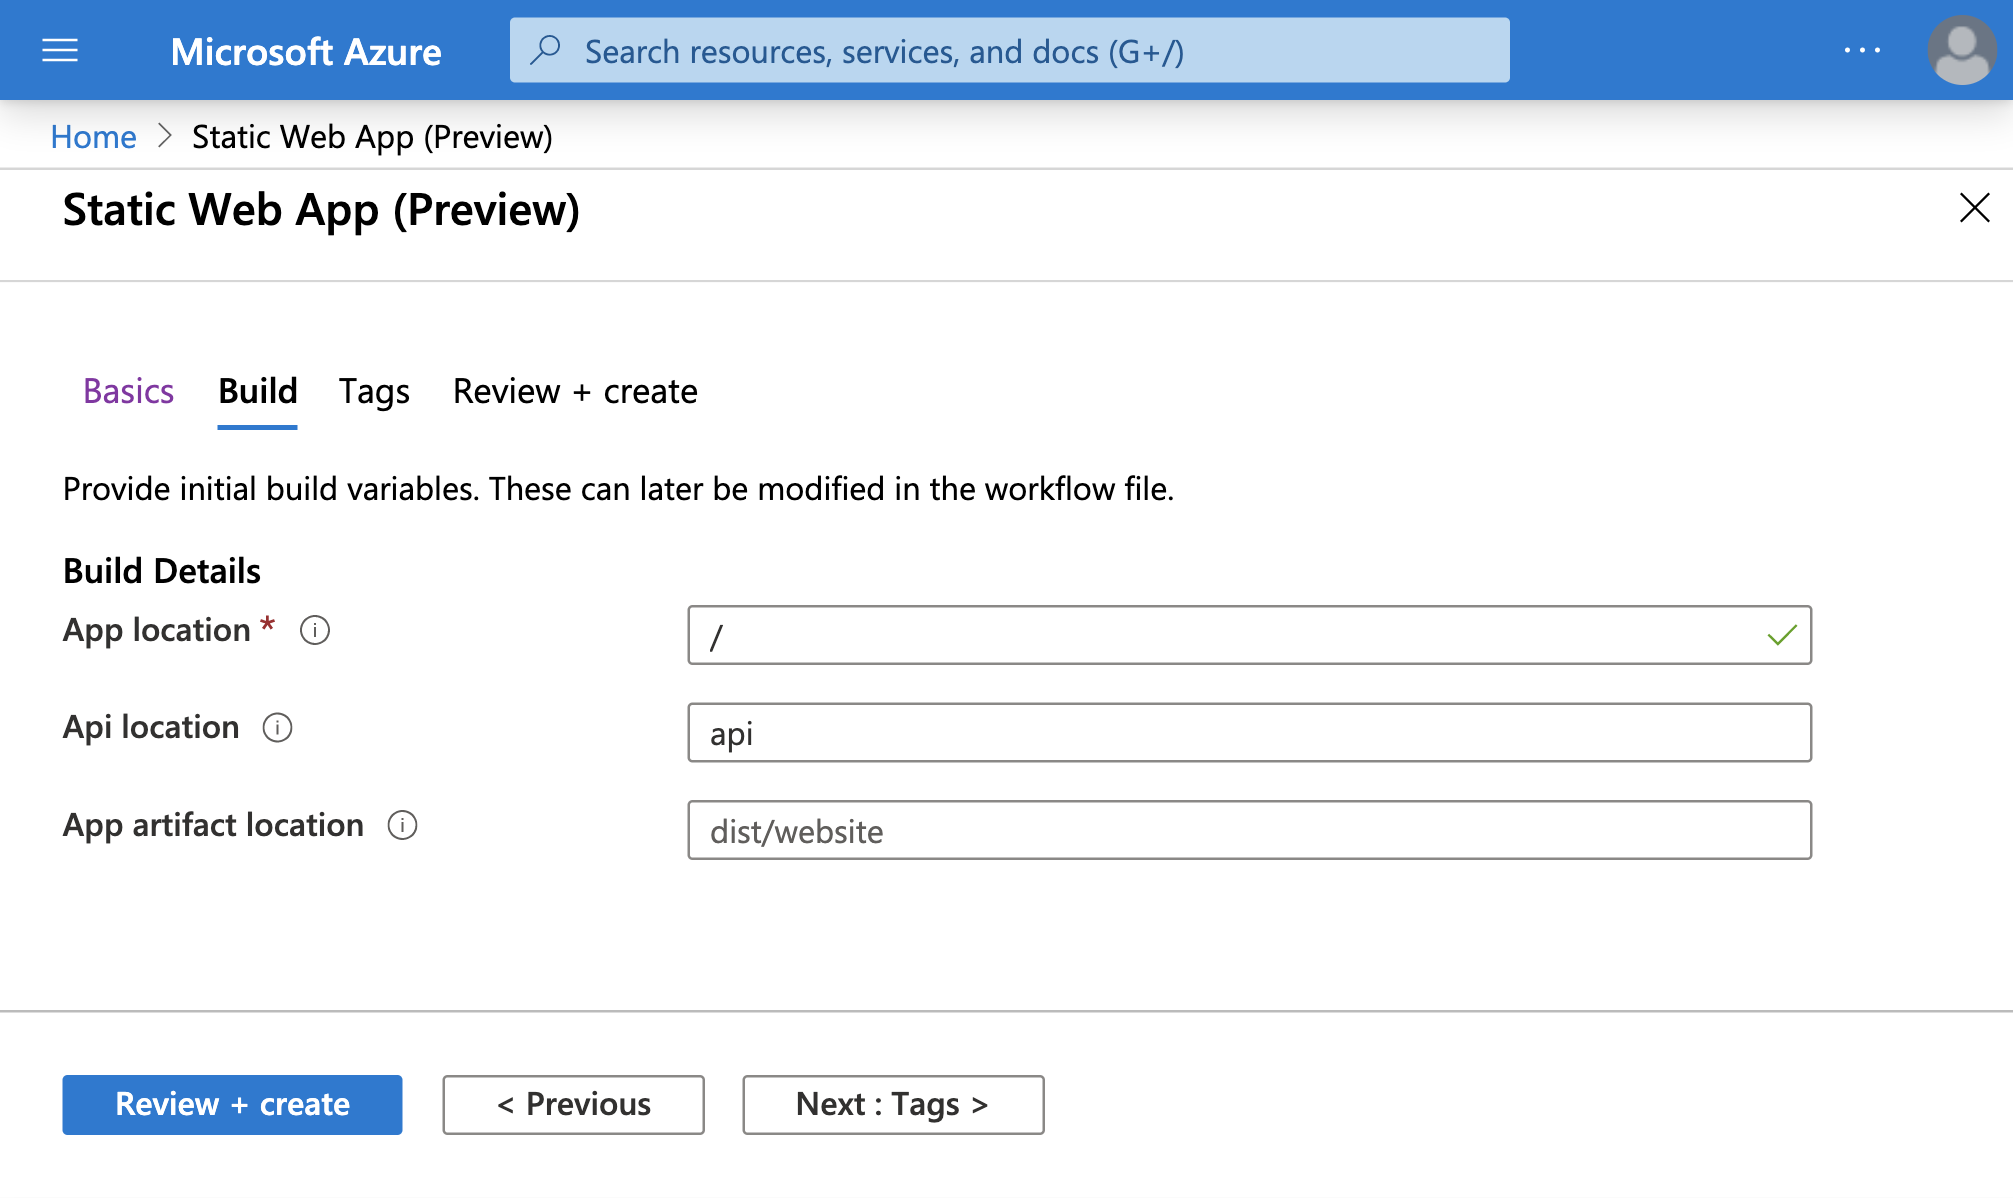 Microsoft Azure
Search resources, services, and docs (G+/)
Home > Static Web App (Preview)
Static Web App (Preview)
Basics Build Tags Review + create
Provide initial build variables. These can later be modified in the workflow file.
Build Details
App location * /
Api location api
App artifact location dist/website
Review + create < Previous Next : Tags >